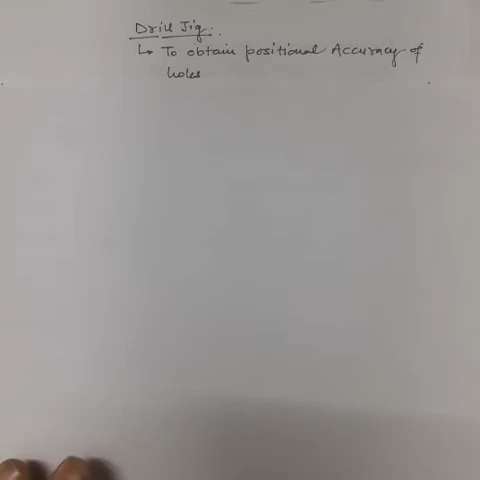 Drill Jig.
↳ To obtain positional Accuracy of
holes